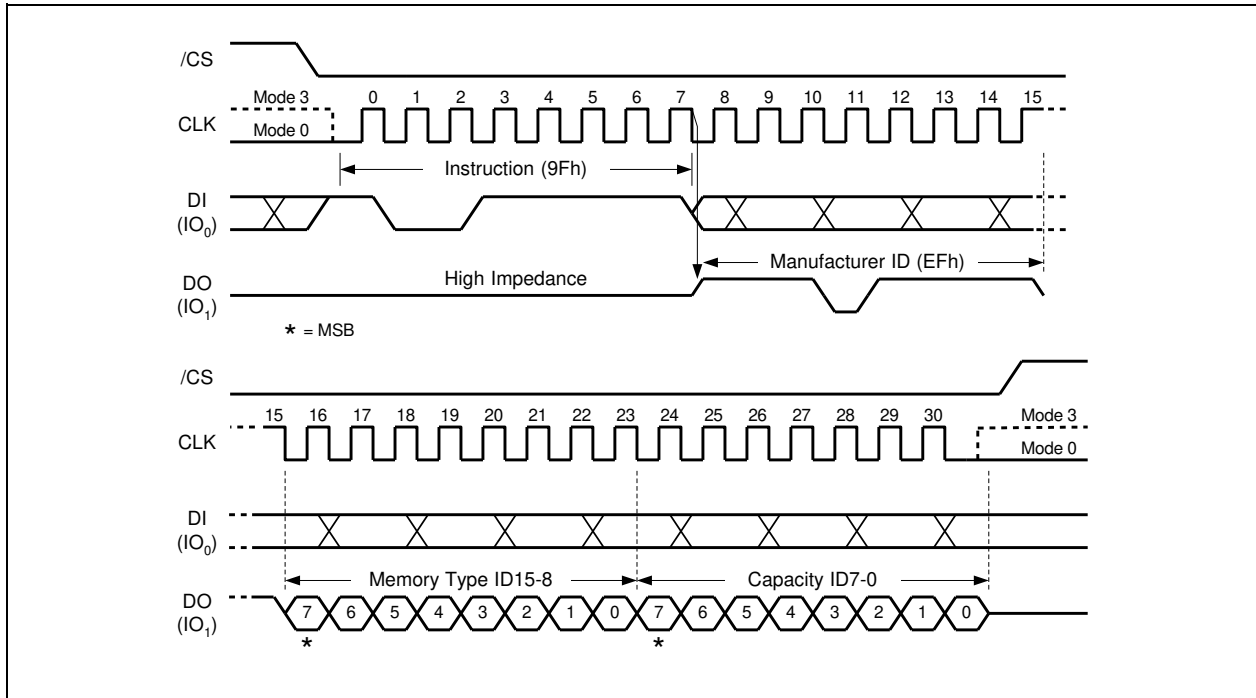 /CS
Mode 3 0 1 2 3 4 5 6 7 8 9 10 11 12 13 14 15
CLK
Mode 0
Instruction (9Fh)
DI
(IO0)
Manufacturer ID (EFh)
High Impedance
DO
(IO1)
* = MSB
/CS
15 16 17 18 19 20 21 22 23 24 25 26 27 28 29 30 Mode 3
CLK
Mode 0
DI
(IO0)
Memory Type ID15-8 Capacity ID7-0
DO 7 6 5 4 3 2 1 0 7 6 5 4 3 2 1 0
(IO1)
* *